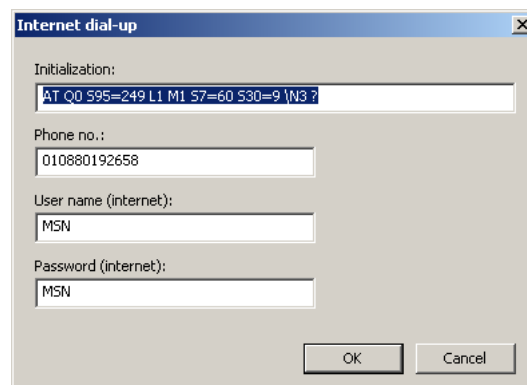 Internet dial-up
Initialization:
AT Q0 S95=249 L1 M1 S7=60 S30=9 \N3 ?
Phone no.:
010880192658
User name (internet):
MSN
Password (internet):
MSN
OK Cancel